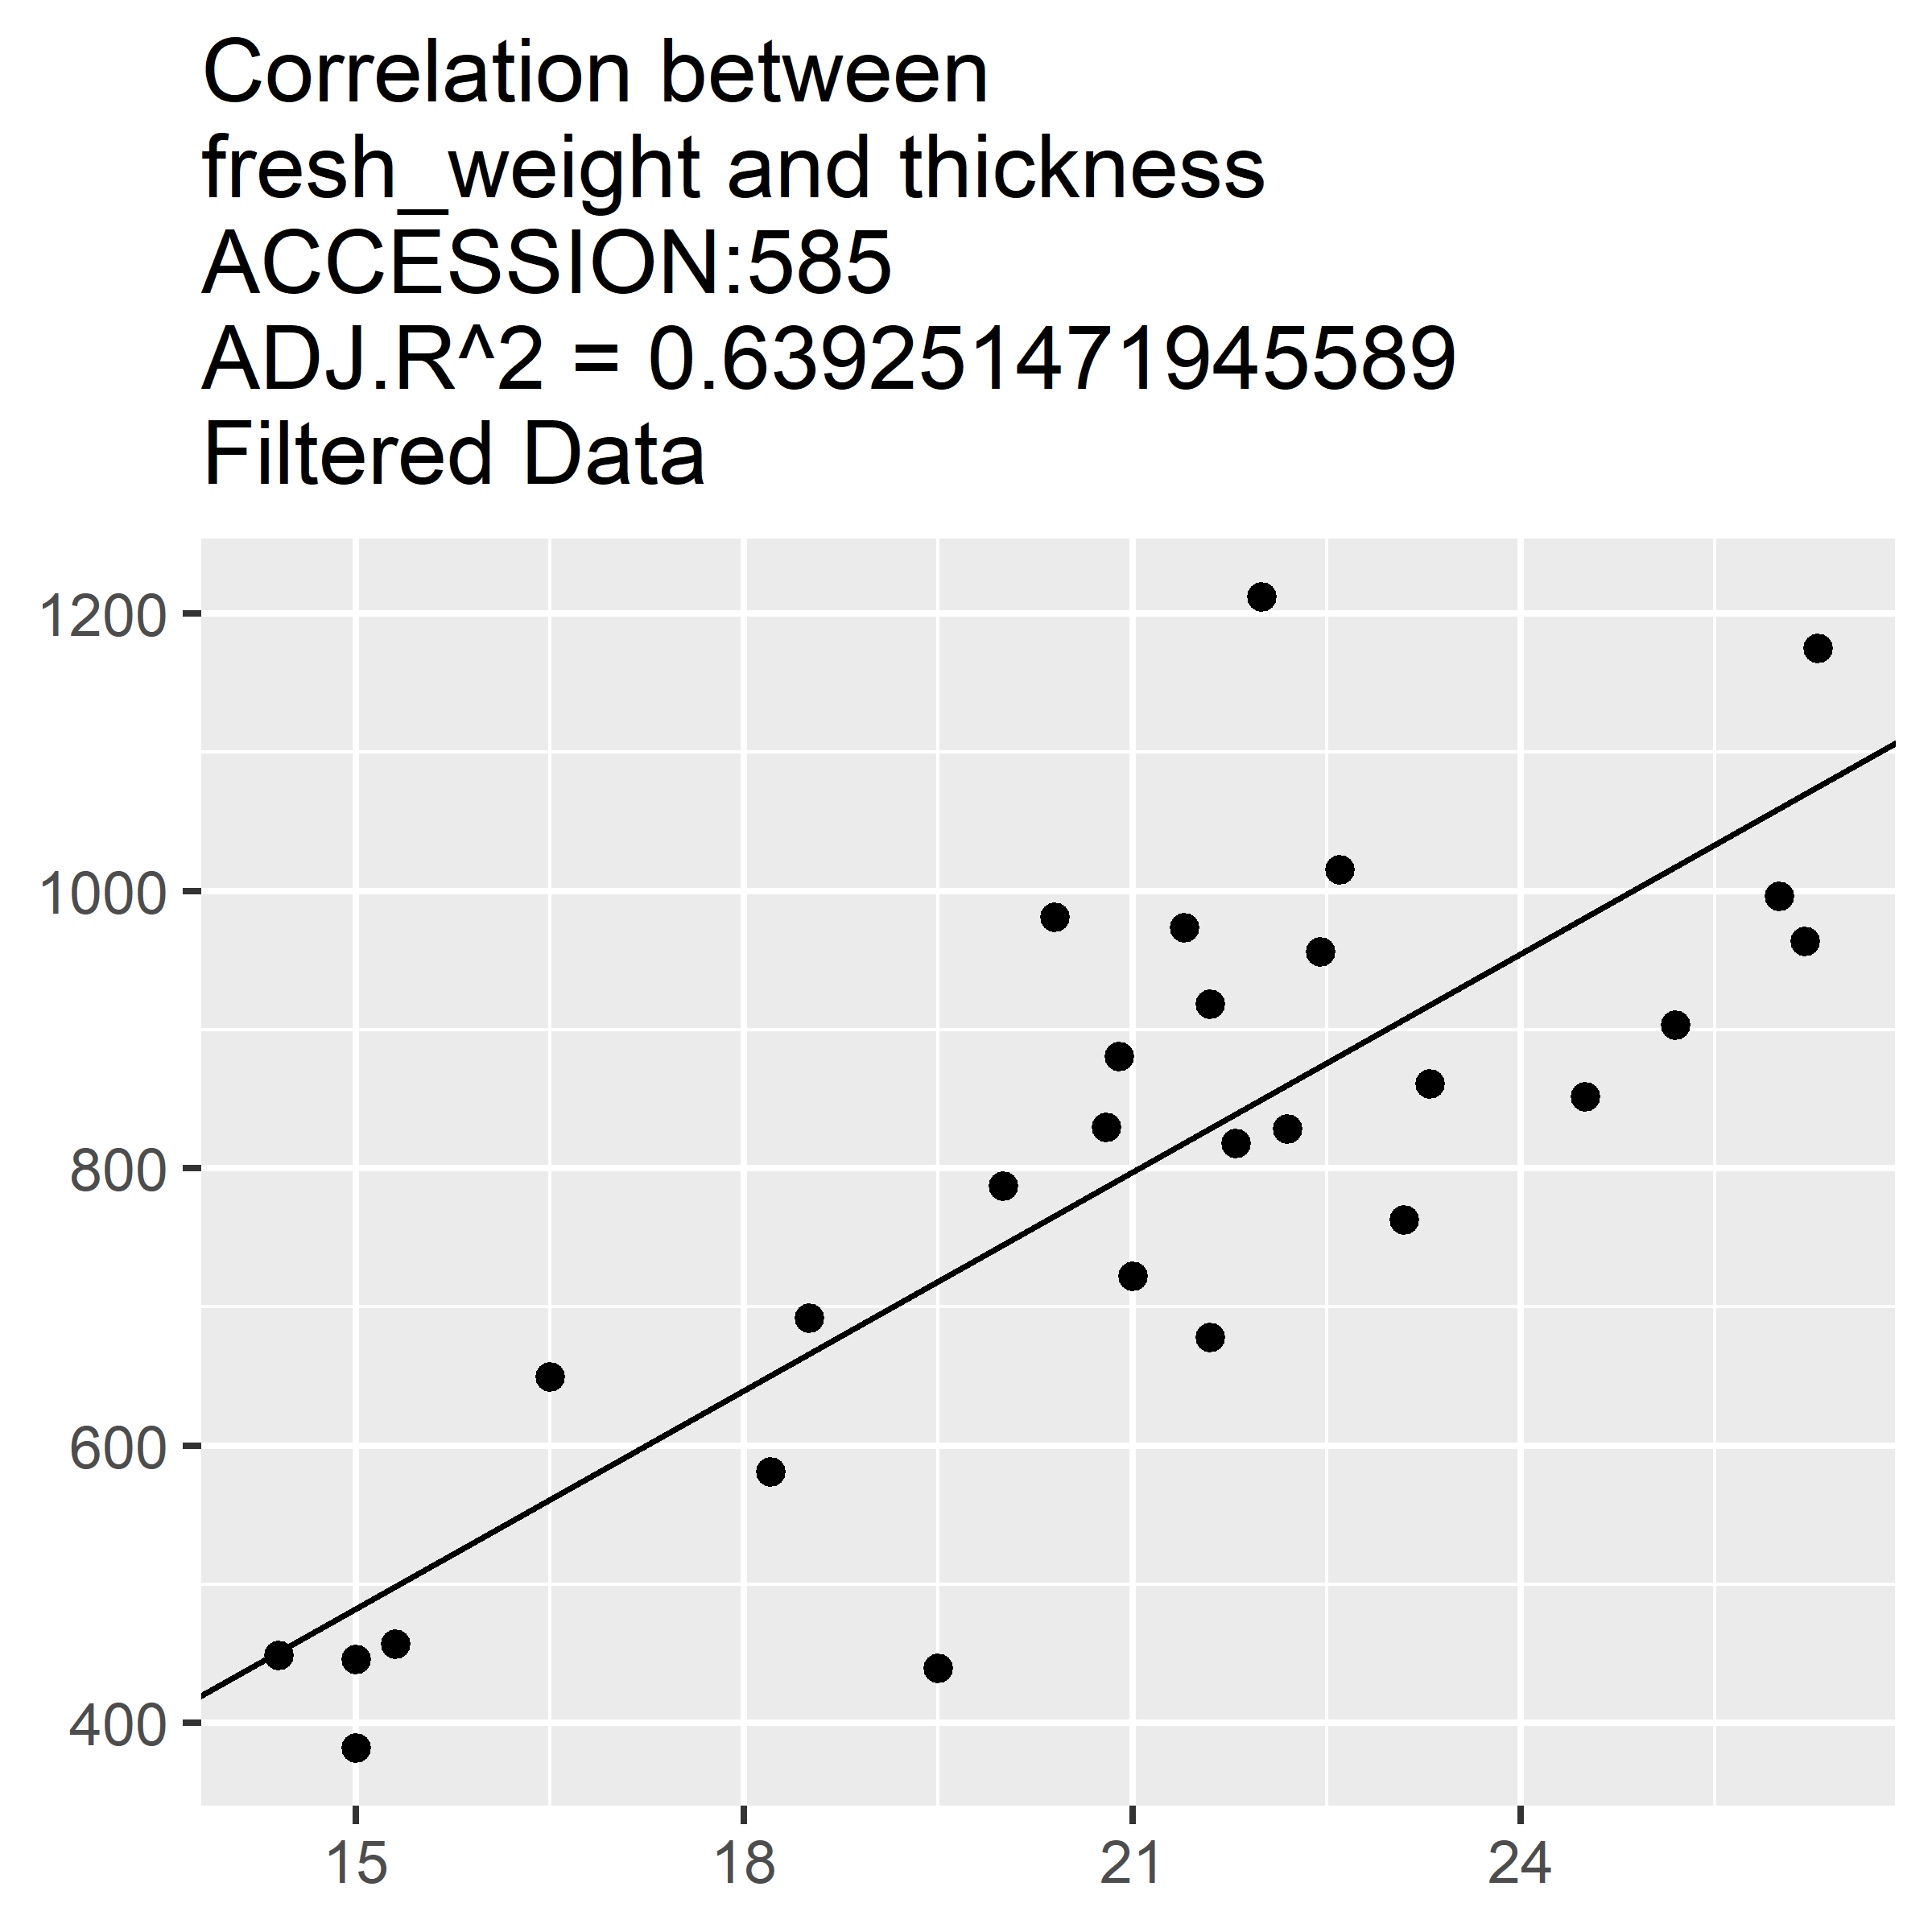 Correlation between
fresh_weight and thickness
ACCESSION:585
ADJ.R^2 = 0.639251471945589
Filtered Data
1200
1000
800
600
400
15
18
21
24